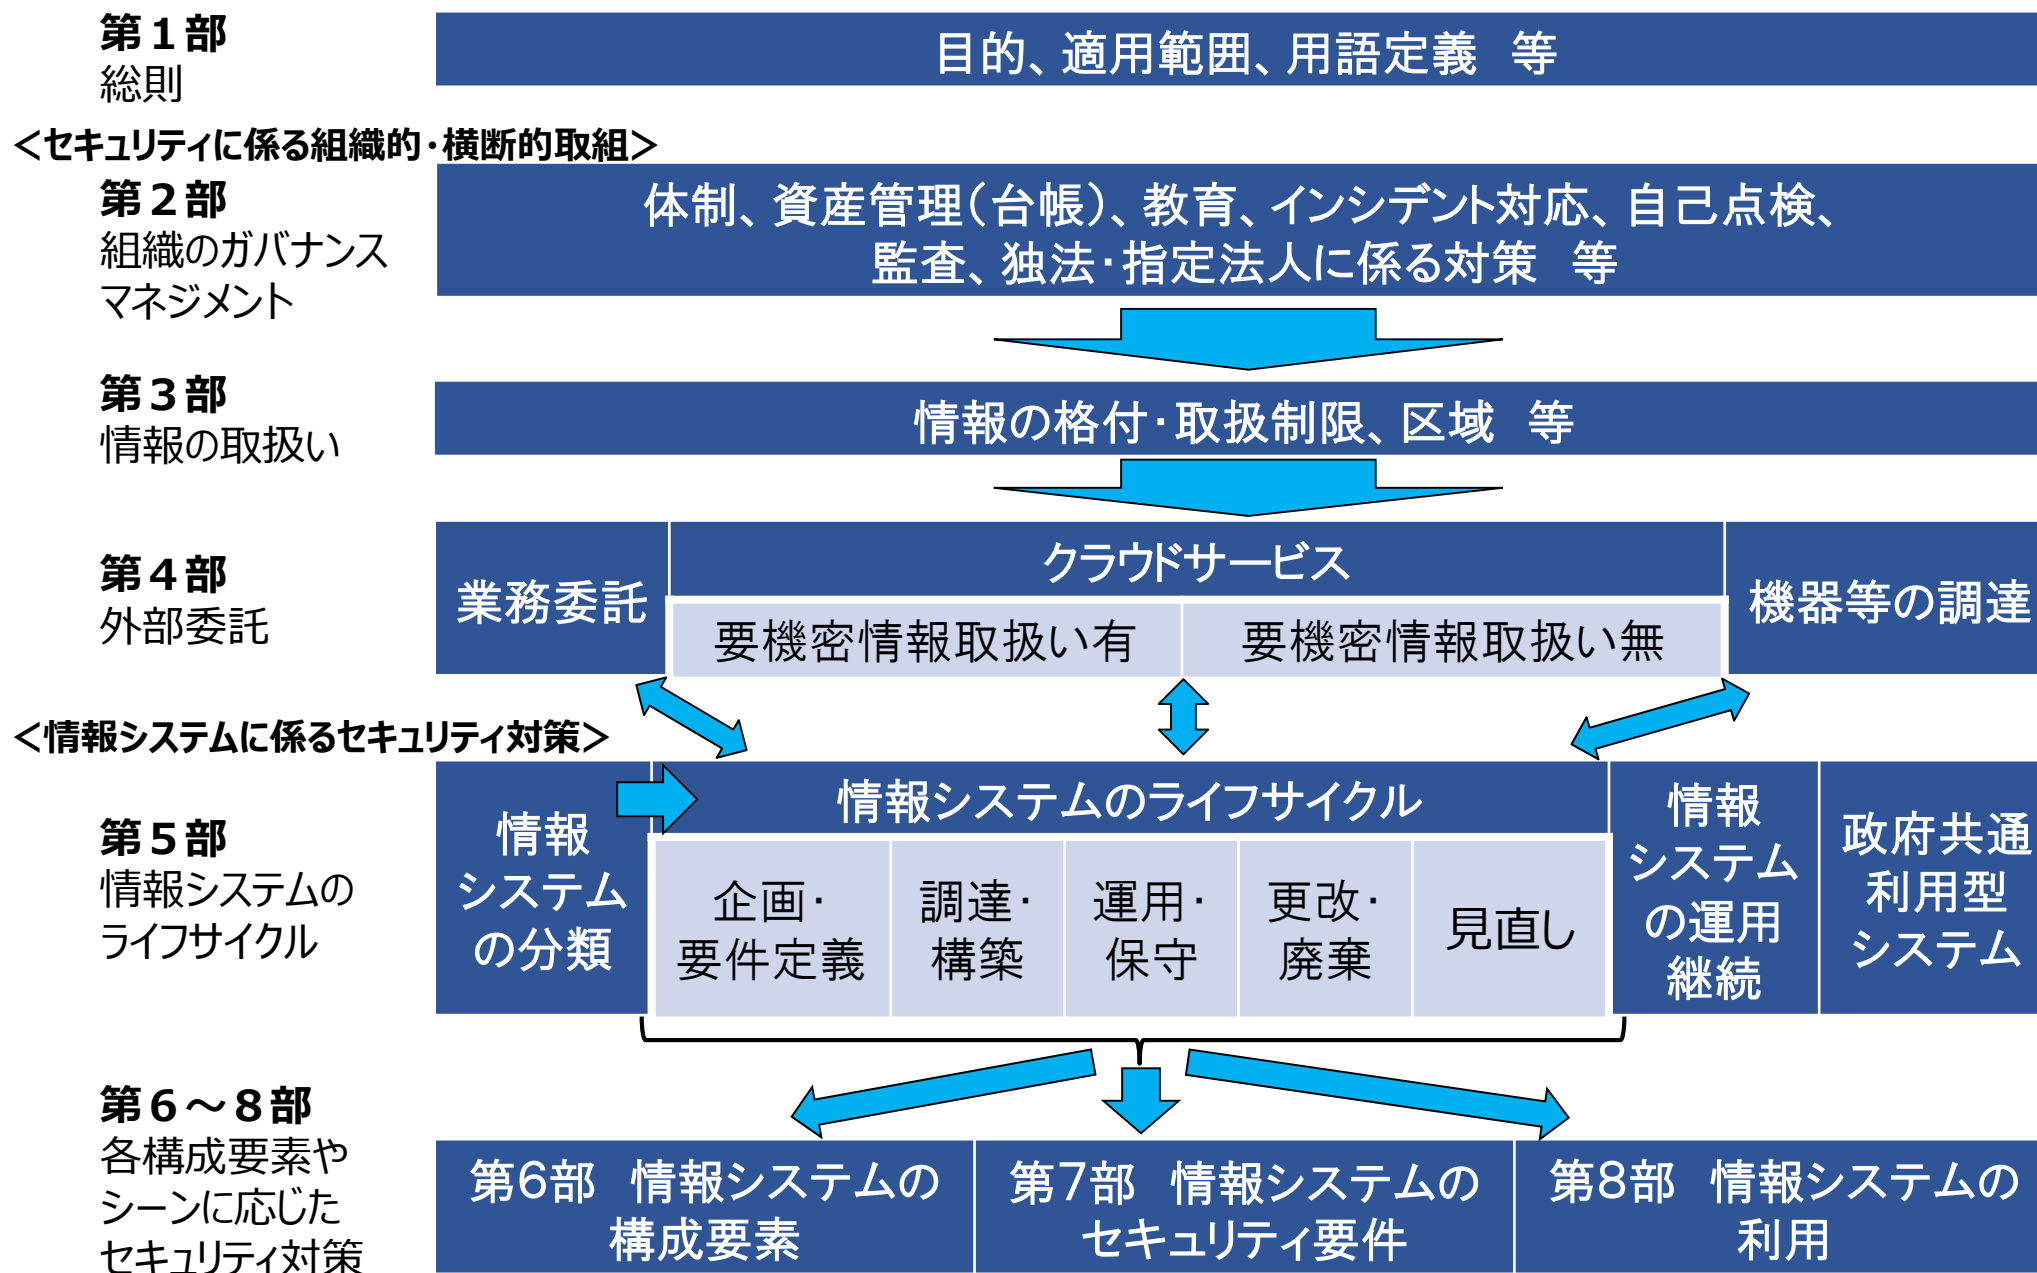 第１部
総則
目的、適用範囲、用語定義　等
＜セキュリティに係る組織的・横断的取組＞
第２部
組織のガバナンス
マネジメント
体制、資産管理（台帳）、教育、インシデント対応、自己点検、
監査、独法・指定法人に係る対策　等
第３部
情報の取扱い
情報の格付・取扱制限、区域　等
第４部
外部委託
業務委託
クラウドサービス
要機密情報取扱い有
要機密情報取扱い無
機器等の調達
＜情報システムに係るセキュリティ対策＞
第５部
情報システムの
ライフサイクル
情報
システム
の分類
情報システムのライフサイクル
企画・
要件定義
調達・
構築
運用・
保守
更改・
廃棄
見直し
情報
システム
の運用
継続
政府共通
利用型
システム
第６～８部
各構成要素や
シーンに応じた
セキュリティ対策
第6部　情報システムの
構成要素
第7部　情報システムの
セキュリティ要件
第8部　情報システムの
利用